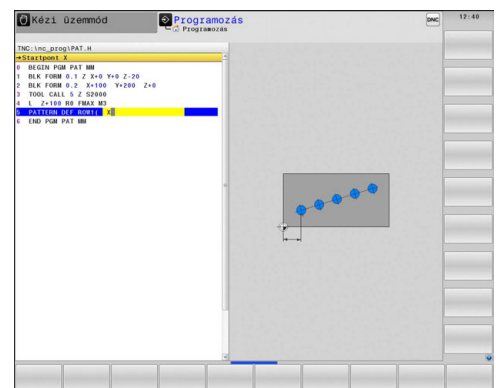 Kézi üzemmód
Programozás
Programozás
DNC
12:40
TNC:\nc_prog\PAT.H
→Startpont X
0 BEGIN PGM PAT MM
1 BLK FORM 0.1 Z X+0 Y+0 Z-20
2 BLK FORM 0.2 X+100 Y+200 Z+0
3 TOOL CALL 5 Z S2000
4 L Z+100 R0 FMAX M3
5 PATTERN DEF ROW1( X
6 END PGM PAT MM